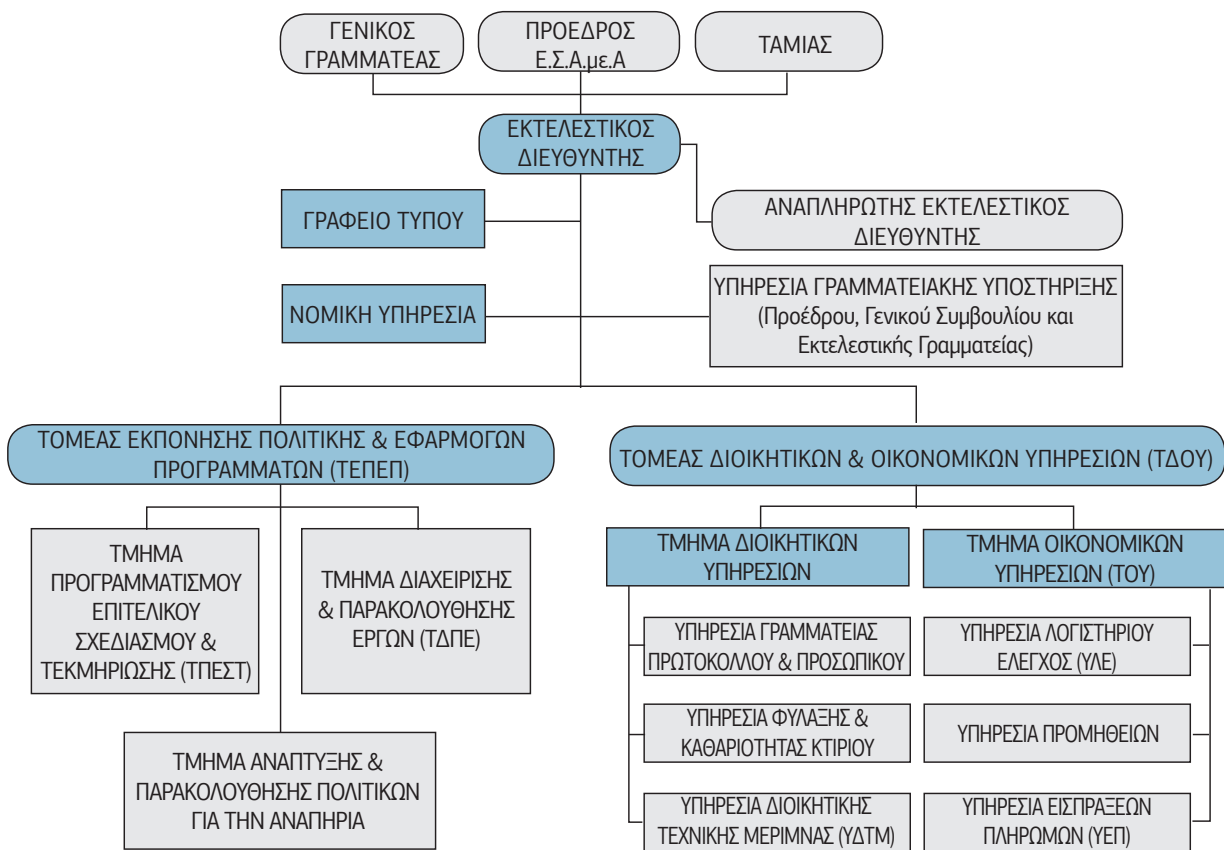 ΓΕΝΙΚΟΣ
ΓΡΑΜΜΑΤΕΑΣ
ΠΡΟΕΔΡΟΣ
Ε.Σ.Α.με.Α
ΤΑΜΙΑΣ
ΕΚΤΕΛΕΣΤΙΚΟΣ
ΔΙΕΥΘΥΝΤΗΣ
ΓΡΑΦΕΙΟ ΤΥΠΟΥ
ΑΝΑΠΛΗΡΩΤΗΣ ΕΚΤΕΛΕΣΤΙΚΟΣ
ΔΙΕΥΘΥΝΤΗΣ
ΝΟΜΙΚΗ ΥΠΗΡΕΣΙΑ
ΥΠΗΡΕΣΙΑ ΓΡΑΜΜΑΤΕΙΑΚΗΣ ΥΠΟΣΤΗΡΙΞΗΣ
(Προέδρου, Γενικού Συμβουλίου και
Εκτελεστικής Γραμματείας)
ΤΟΜΕΑΣ ΕΚΠΟΝΗΣΗΣ ΠΟΛΙΤΙΚΗΣ & ΕΦΑΡΜΟΓΩΝ
ΠΡΟΓΡΑΜΜΑΤΩΝ (ΤΕΠΕΠ)
ΤΟΜΕΑΣ ΔΙΟΙΚΗΤΙΚΩΝ & ΟΙΚΟΝΟΜΙΚΩΝ ΥΠΗΡΕΣΙΩΝ (ΤΔΟΥ)
ΤΜΗΜΑ
ΠΡΟΓΡΑΜΜΑΤΙΣΜΟΥ
ΕΠΙΤΕΛΙΚΟΥ
ΣΧΕΔΙΑΣΜΟΥ &
ΤΕΚΜΗΡΙΩΣΗΣ (ΤΠΕΣΤ)
ΤΜΗΜΑ ΔΙΑΧΕΙΡΙΣΗΣ
& ΠΑΡΑΚΟΛΟΥΘΗΣΗΣ
ΕΡΓΩΝ (ΤΔΠΕ)
ΤΜΗΜΑ ΑΝΑΠΤΥΞΗΣ &
ΠΑΡΑΚΟΛΟΥΘΗΣΗΣ ΠΟΛΙΤΙΚΩΝ
ΓΙΑ ΤΗΝ ΑΝΑΠΗΡΙΑ
ΤΜΗΜΑ ΔΙΟΙΚΗΤΙΚΩΝ
ΥΠΗΡΕΣΙΩΝ
ΥΠΗΡΕΣΙΑ ΓΡΑΜΜΑΤΕΙΑΣ
ΠΡΩΤΟΚΟΛΛΟΥ & ΠΡΟΣΩΠΙΚΟΥ
ΥΠΗΡΕΣΙΑ ΦΥΛΑΞΗΣ &
ΚΑΘΑΡΙΟΤΗΤΑΣ ΚΤΙΡΙΟΥ
ΥΠΗΡΕΣΙΑ ΔΙΟΙΚΗΤΙΚΗΣ
ΤΕΧΝΙΚΗΣ ΜΕΡΙΜΝΑΣ (ΥΔΤΜ)
ΤΜΗΜΑ ΟΙΚΟΝΟΜΙΚΩΝ
ΥΠΗΡΕΣΙΩΝ (ΤΟΥ)
ΥΠΗΡΕΣΙΑ ΛΟΓΙΣΤΗΡΙΟΥ
ΕΛΕΓΧΟΣ (ΥΛΕ)
ΥΠΗΡΕΣΙΑ ΠΡΟΜΗΘΕΙΩΝ
ΥΠΗΡΕΣΙΑ ΕΙΣΠΡΑΞΕΩΝ
ΠΛΗΡΩΜΩΝ (ΥΕΠ)